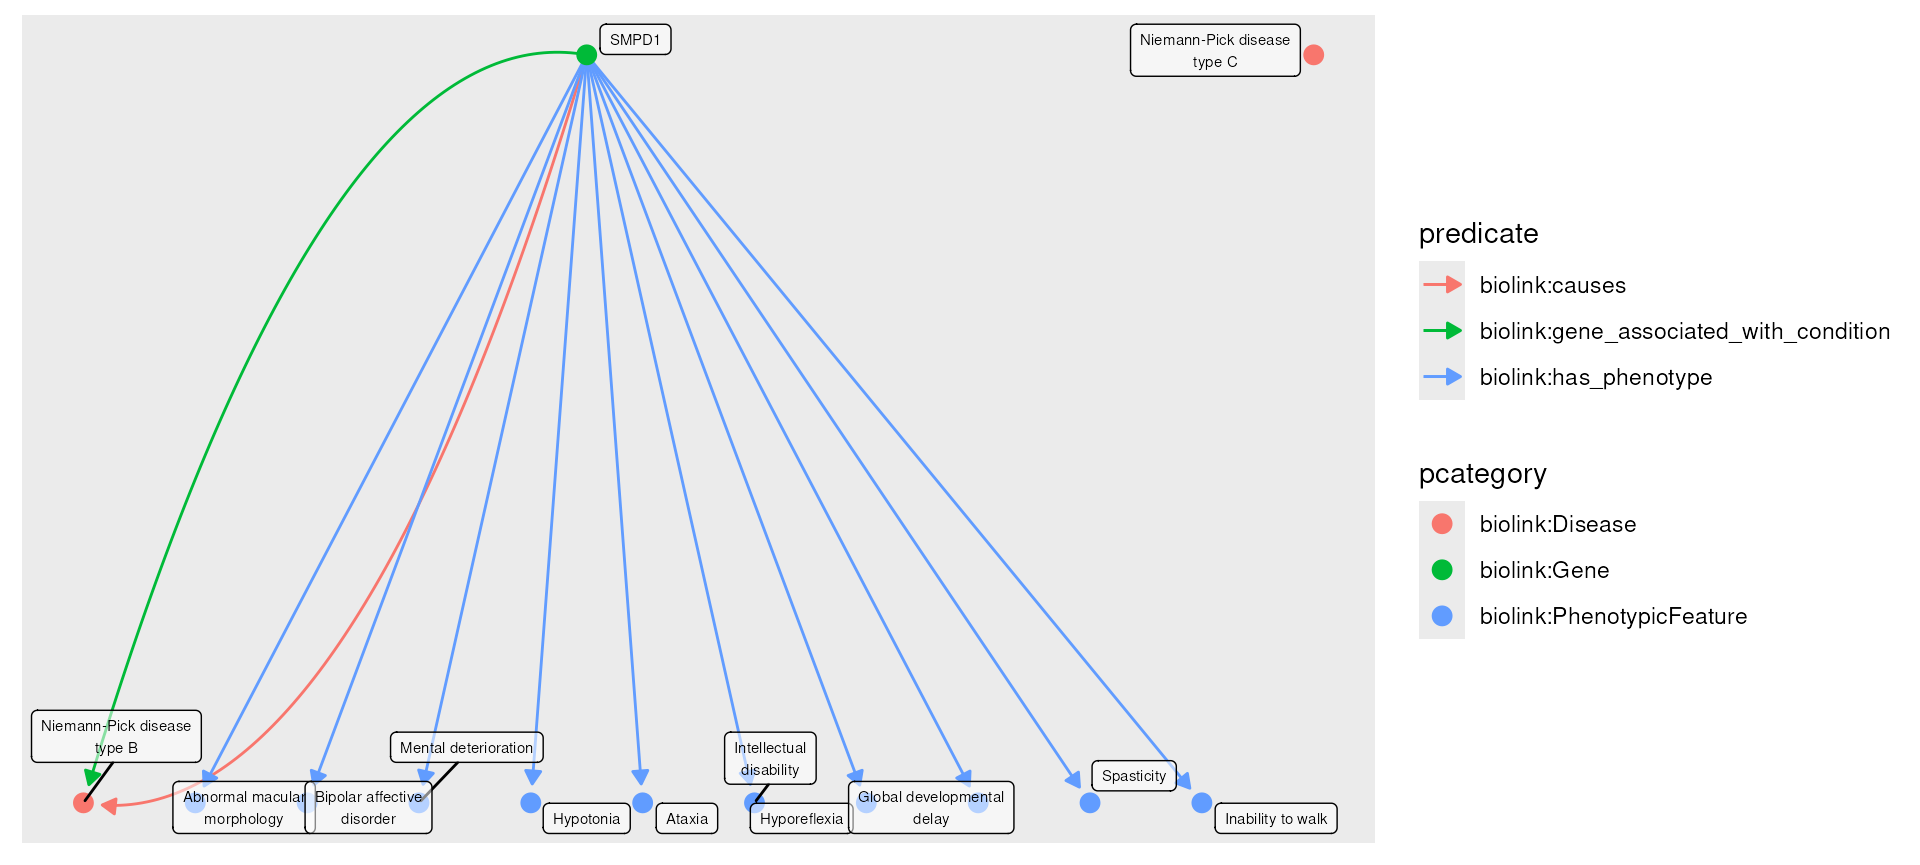 SMPD1
Niemann-Pick disease
type C
predicate
biolink:causes
biolink:gene_associated_with_condition
biolink:has_phenotype
pcategory
biolink:Disease
biolink:Gene
biolink:PhenotypicFeature
Niemann-Pick disease
type B
Mental deterioration
Intellectual
disability
Spasticity
Abnormal macular
morphology
Bipolar affective
disorder
Hypotonia
Ataxia
Hyporeflexia
Global developmental
delay
Inability to walk